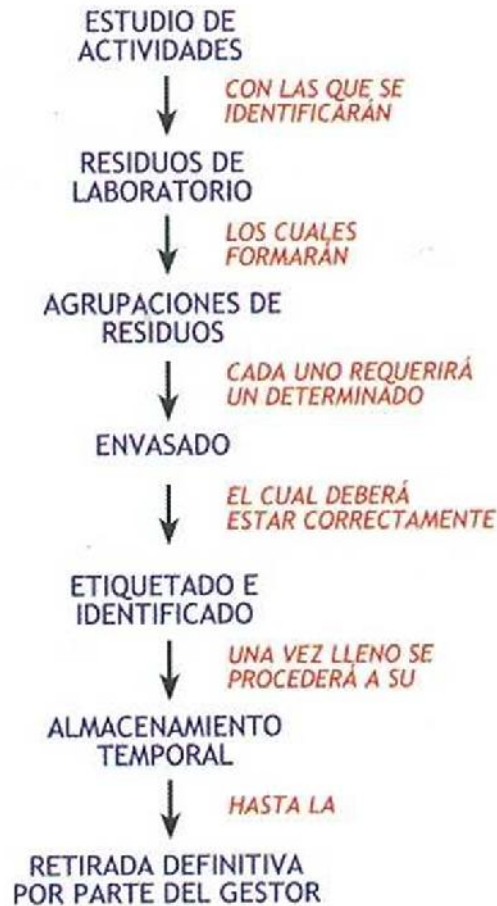 ESTUDIO DE
ACTIVIDADES
CON LAS QUE SE
IDENTIFICARÁN
RESIDUOS DE
LABORATORIO
LOS CUALES
FORMARÁN
AGRUPACIONES DE
RESIDUOS
CADA UNO REQUERIRÁ
UN DETERMINADO
ENVASADO
EL CUAL DEBERÁ
ESTAR CORRECTAMENTE
ETIQUETADO E
IDENTIFICADO
UNA VEZ LLENO SE
PROCEDERÁ A SU
ALMACENAMIENTO
TEMPORAL
HASTA LA
RETIRADA DEFINITIVA
POR PARTE DEL GESTOR